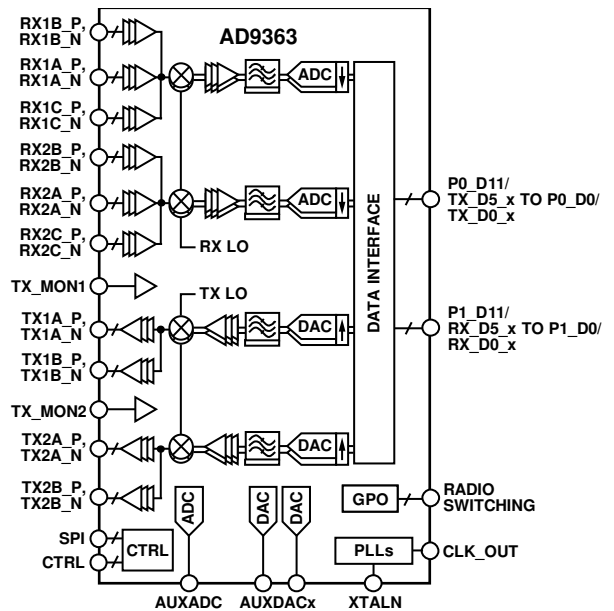 AD9363
RX1B_P,
RX1B_N
RX1A_P,
RX1A_N
RX1C_P,
RX1C_N
RX2B_P,
RX2B_N
RX2A_P,
RX2A_N
RX2C_P,
RX2C_N
TX_MON1
TX1A_P,
TX1A_N
TX1B_P,
TX1B_N
TX_MON2
TX2A_P,
TX2A_N
TX2B_P,
TX2B_N
SPI
CTRL
CTRL
ADC
ADC
RX LO
TX LO
DAC
DAC
DATA INTERFACE
P0_D11/
TX_D5_x TO P0_D0/
TX_D0_x
P1_D11/
RX_D5_x TO P1_D0/
RX_D0_x
ADC
DAC
DAC
GPO
RADIO
SWITCHING
PLLs
CLK_OUT
AUXADC
AUXDACx
XTALN